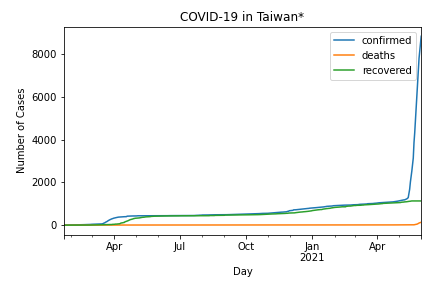 COVID-19 in Taiwan*
confirmed
deaths
recovered
Number of Cases
8000
6000
4000
2000
0
Apr Jul Oct Jan Apr
2021
Day